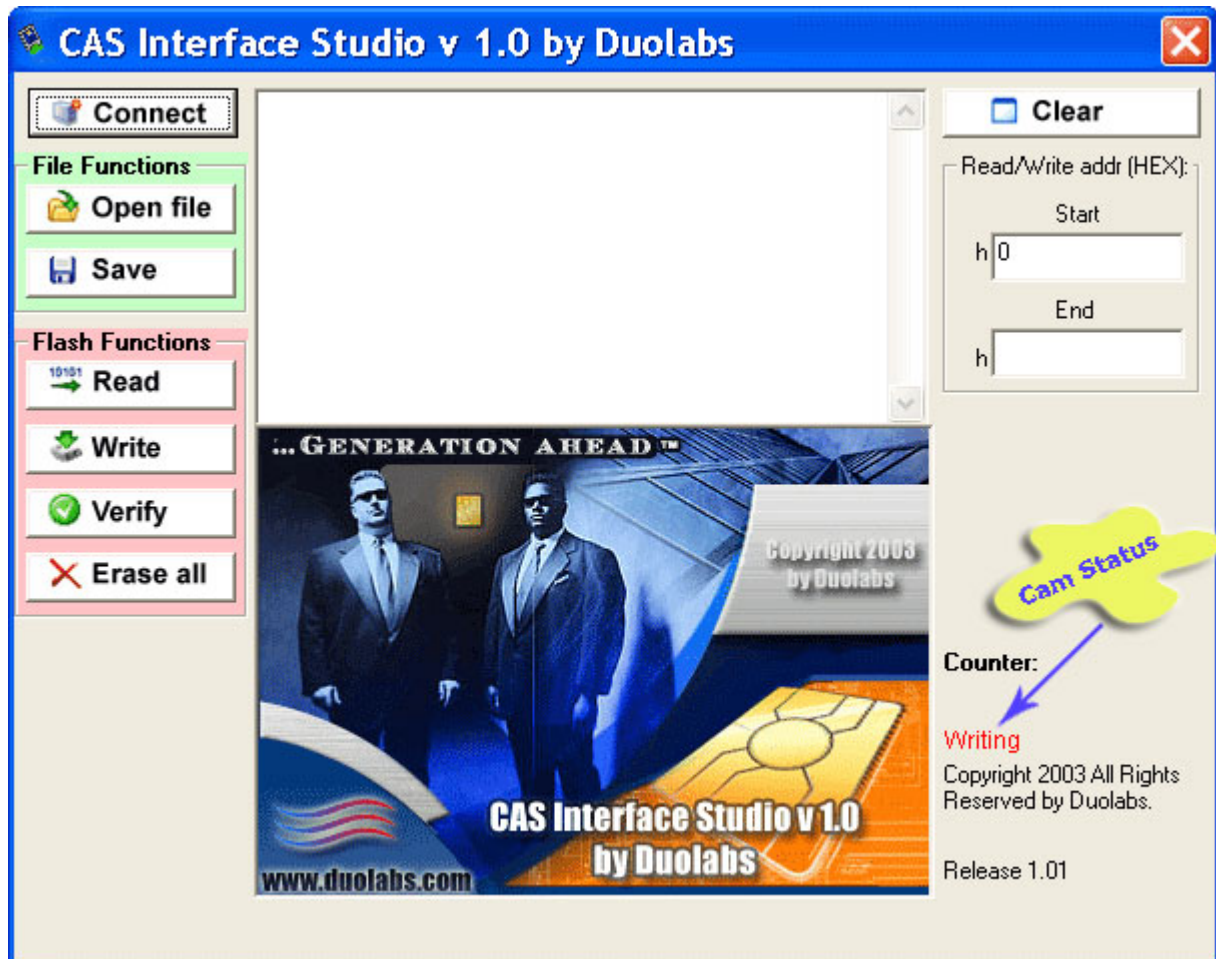 CAS Interface Studio v 1.0 by Duolabs
Connect
File Functions
Open file
Save
Flash Functions
10101
Read
Write
Verify
Erase all
...GENERATION AHEAD™
Copyright 2003
by Duolabs
CAS Interface Studio v 1.0
by Duolabs
www.duolabs.com
Clear
Read/Write addr (HEX):
Start
h 0
End
h
Cam Status
Counter:
Writing
Copyright 2003 All Rights
Reserved by Duolabs.
Release 1.01